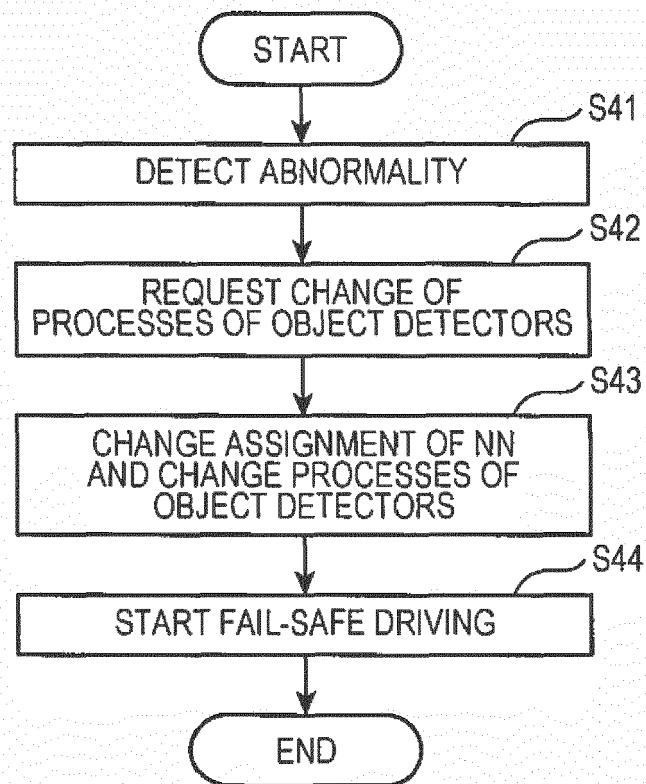 START
S41
DETECT ABNORMALITY
S42
REQUEST CHANGE OF
PROCESSES OF OBJECT DETECTORS
S43
CHANGE ASSIGNMENT OF NN
AND CHANGE PROCESSES OF
OBJECT DETECTORS
S44
START FAIL-SAFE DRIVING
END